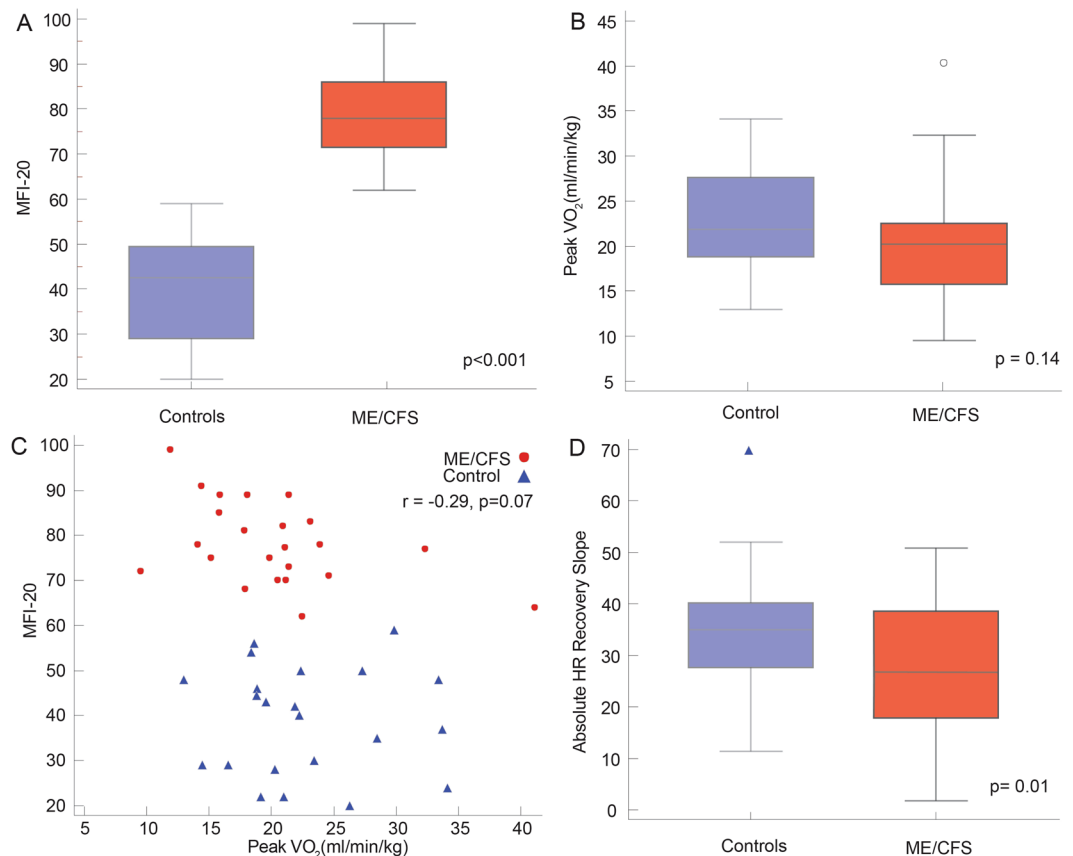 A
100
90
80
70
60
50
40
30
20
MFI-20
p<0.001
Controls
ME/CFS
B
45
40
35
30
25
20
15
10
5
Peak VO₂(ml/min/kg)
p = 0.14
Control
ME/CFS
C
100
90
80
70
60
50
40
30
20
MFI-20
ME/CFS
Control
r = -0.29, p=0.07
5 10 15 20 25 30 35 40
Peak VO₂(ml/min/kg)
D
70
60
50
40
30
20
10
0
Absolute HR Recovery Slope
p= 0.01
Controls
ME/CFS